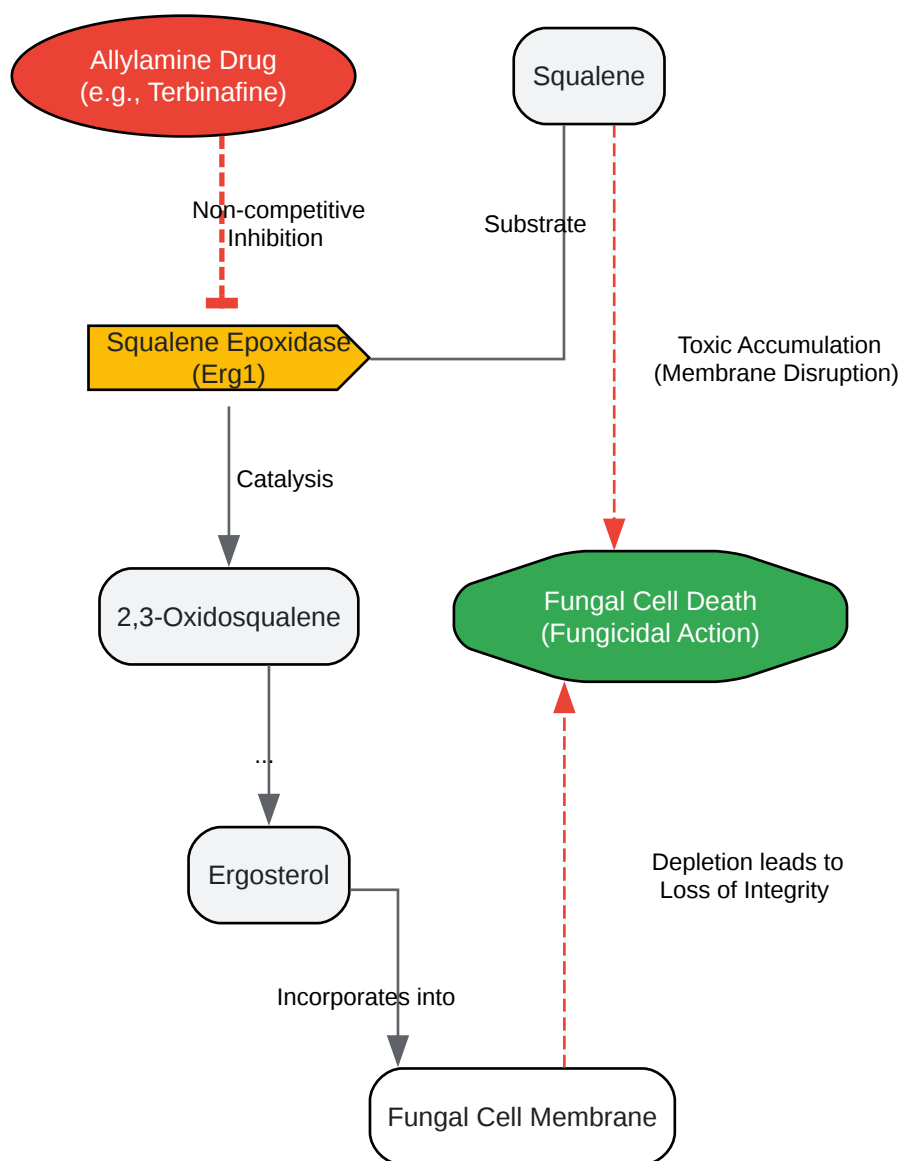 Allylamine Drug
(e.g., Terbinafine)
Squalene
Non-competitive
Inhibition
Substrate
Squalene Epoxidase
(Erg1)
Toxic Accumulation
(Membrane Disruption)
Catalysis
2,3-Oxidosqualene
Fungal Cell Death
(Fungicidal Action)
...
Ergosterol
Depletion leads to
Loss of Integrity
Incorporates into
Fungal Cell Membrane